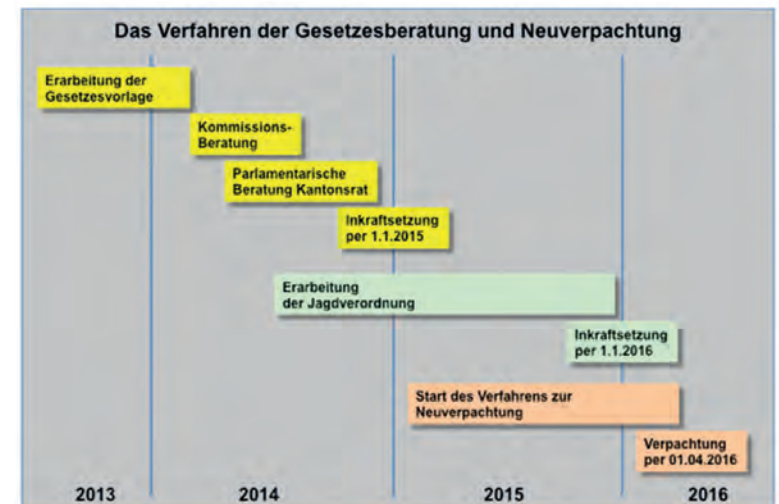 Das Verfahren der Gesetzesberatung und Neuverpachtung
Erarbeitung der
Gesetzesvorlage
Kommissions-
Beratung
Parlamentarische
Beratung Kantonsrat
Inkraftsetzung
per 1.1.2015
Erarbeitung
der Jagdverordnung
Inkraftsetzung
per 1.1.2016
Start des Verfahrens zur
Neuverpachtung
Verpachtung
per 01.04.2016
2013 2014 2015 2016